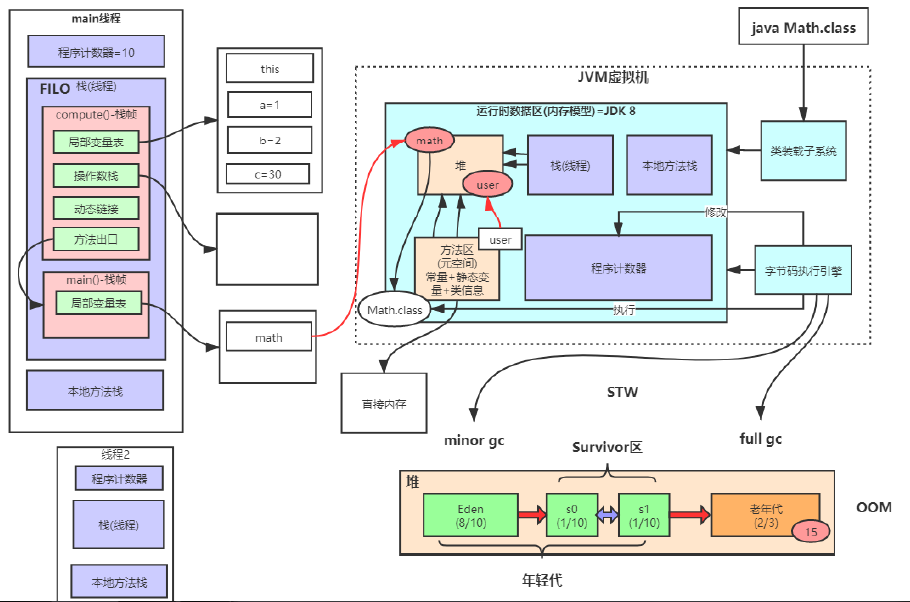 main线程
程序计数器=10
FILO 栈(线程)
compute()-栈帧
局部变量表
操作数栈
动态链接
方法出口
main()-栈帧
局部变量表
本地方法栈
this
a=1
b=2
c=30
math
线程2
程序计数器
栈(线程)
本地方法栈
java Math.class
JVM虚拟机
运行时数据区(内存模型)=JDK 8
math
堆
user
栈(线程)
本地方法栈
类装载子系统
修改
user
方法区
(元空间)
常量+静态变
量+类信息
程序计数器
字节码执行引擎
Math.class
执行
直接内存
STW
minor gc
full gc
Survivor区
堆
Eden
(8/10)
s0
(1/10)
s1
(1/10)
老年代
(2/3)
15
OOM
年轻代